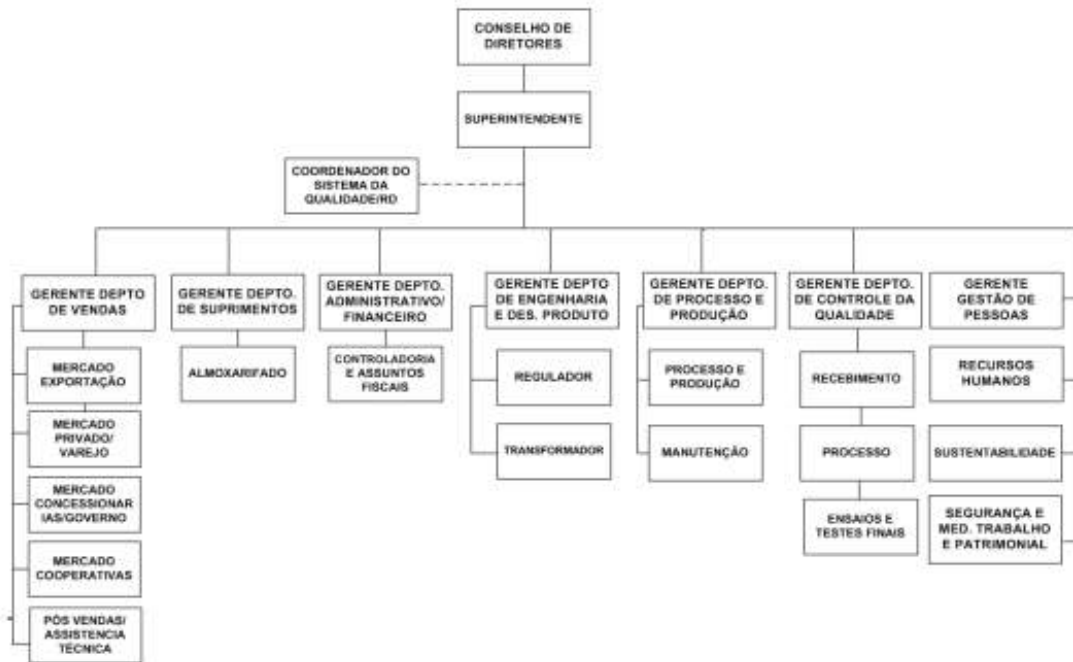 CONSELHO DE
DIRETORES
SUPERINTENDENTE
COORDENADOR DO
SISTEMA DA
QUALIDADE/RD
GERENTE DEPTO
DE VENDAS
MERCADO
EXPORTAÇÃO
MERCADO
PRIVADO/
VAREJO
MERCADO
CONCESSIONAR
IAS/GOVERNO
MERCADO
COOPERATIVAS
PÓS VENDAS/
ASSISTENCIA
TÉCNICA
GERENTE DEPTO.
DE SUPRIMENTOS
ALMOXARIFADO
GERENTE DEPTO.
ADMINISTRATIVO/
FINANCEIRO
CONTROLADORIA
E ASSUNTOS
FISCAIS
GERENTE DEPTO
DE ENGENHARIA
E DES. PRODUTO
REGULADOR
TRANSFORMADOR
GERENTE DEPTO.
DE PROCESSO E
PRODUÇÃO
PROCESSO E
PRODUÇÃO
MANUTENÇÃO
GERENTE DEPTO.
DE CONTROLE DA
QUALIDADE
RECEBIMENTO
PROCESSO
ENSAIOS E
TESTES FINAIS
GERENTE
GESTÃO DE
PESSOAS
RECURSOS
HUMANOS
SUSTENTABILIDADE
SEGURANÇA E
MED. TRABALHO
E PATRIMONIAL